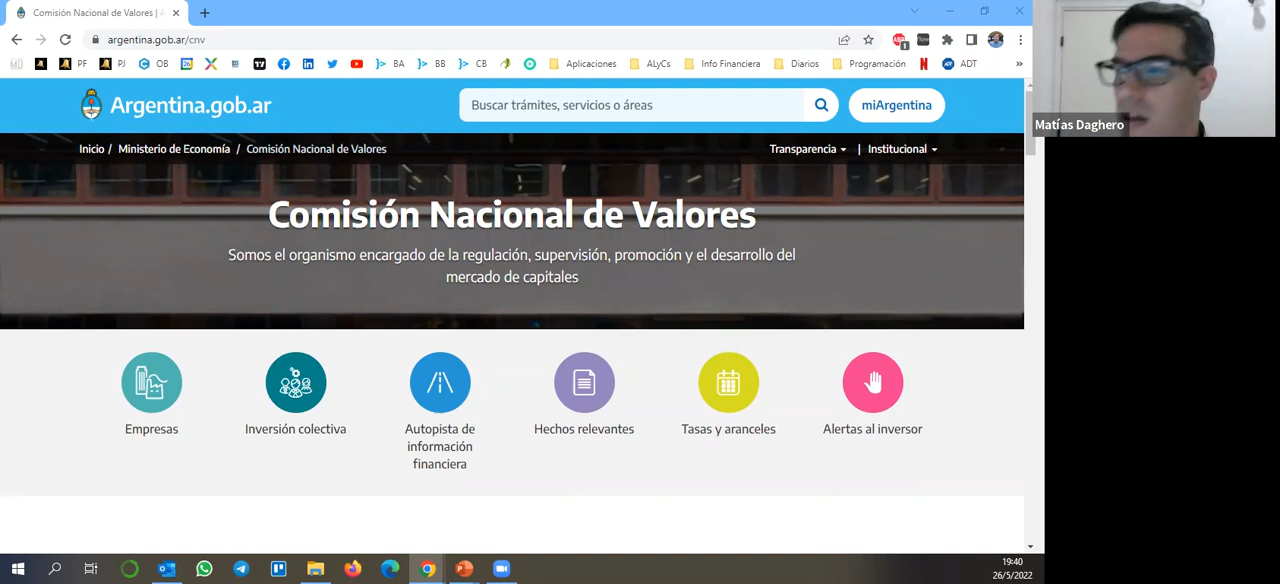 Comisión Nacional de Valores | A
argentina.gob.ar/cnv
PF
PJ
OB
BA
BB
CB
Aplicaciones
ALyCs
Info Financiera
Diarios
Programación
ADT
»
Argentina.gob.ar
Buscar trámites, servicios o áreas
miArgentina
Inicio / Ministerio de Economía / Comisión Nacional de Valores
Transparencia
| Institucional
Comisión Nacional de Valores
Somos el organismo encargado de la regulación, supervisión, promoción y el desarrollo del
mercado de capitales
Empresas
Inversión colectiva
Autopista de
información
financiera
Hechos relevantes
Tasas y aranceles
Alertas al inversor
19:40
26/5/2022
Matías Daghero